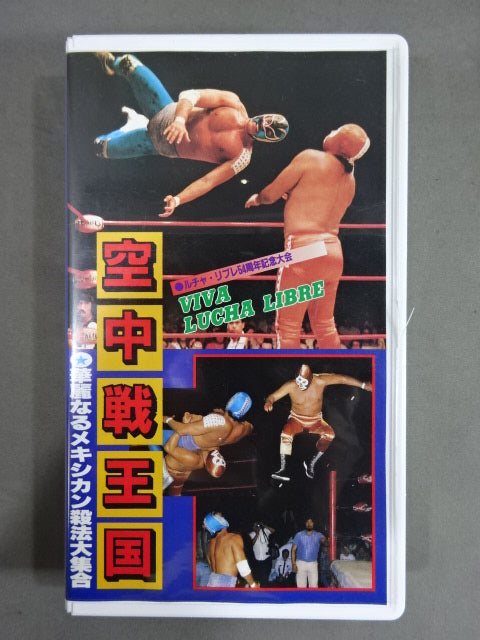 ●ルチャ・リブレ54周年記念大会
VIVA
LUCHA LIBRE
空中戦王国
★華麗なるメキシカン殺法大集合